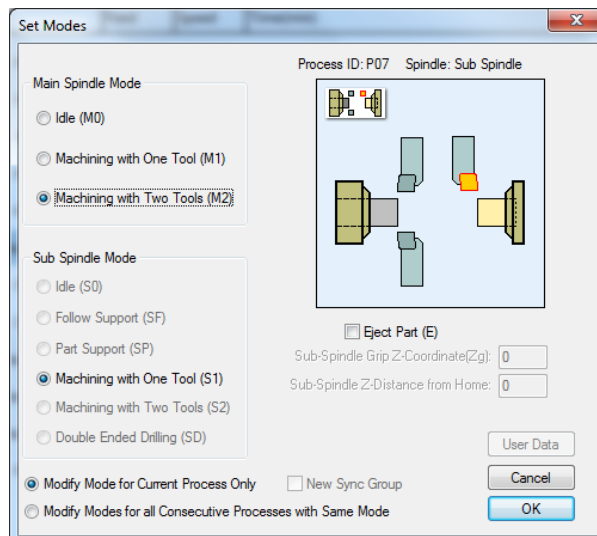 Set Modes
Process ID: P07 Spindle: Sub Spindle
Main Spindle Mode
Idle (M0)
Machining with One Tool (M1)
Machining with Two Tools (M2)
Sub Spindle Mode
Idle (S0)
Follow Support (SF)
Part Support (SP)
Machining with One Tool (S1)
Machining with Two Tools (S2)
Double Ended Drilling (SD)
Eject Part (E)
Sub-Spindle Grip Z-Coordinate(Zg): 0
Sub-Spindle Z-Distance from Home: 0
User Data
Modify Mode for Current Process Only
New Sync Group
Cancel
Modify Modes for all Consecutive Processes with Same Mode
OK